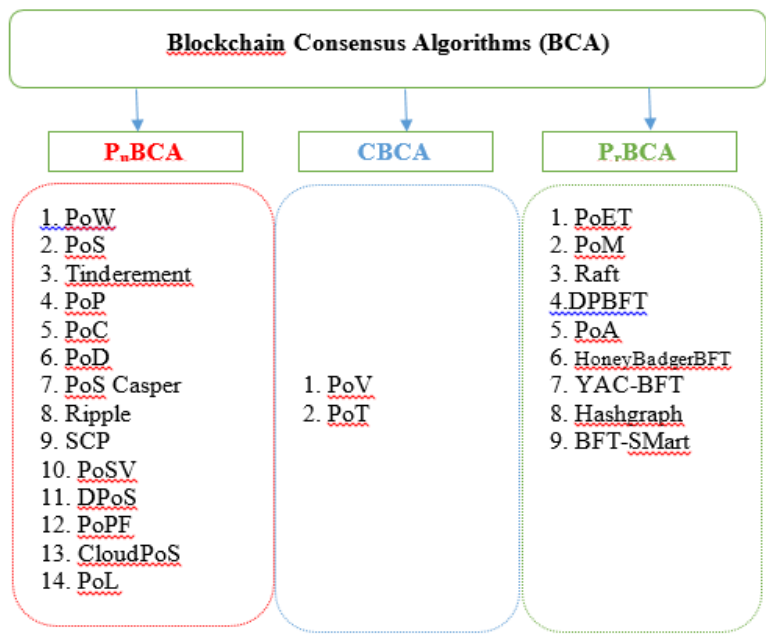 Blockchain Consensus Algorithms (BCA)
PuBCA
CBCA
PrBCA
1. PoW
2. PoS
3. Tinderement
4. PoP
5. PoC
6. PoD
7. PoS Casper
8. Ripple
9. SCP
10. PoSV
11. DPoS
12. PoPF
13. CloudPoS
14. PoL
1. PoV
2. PoT
1. PoET
2. PoM
3. Raft
4.DPBFT
5. PoA
6. HoneyBadgerBFT
7. YAC-BFT
8. Hashgraph
9. BFT-SMart